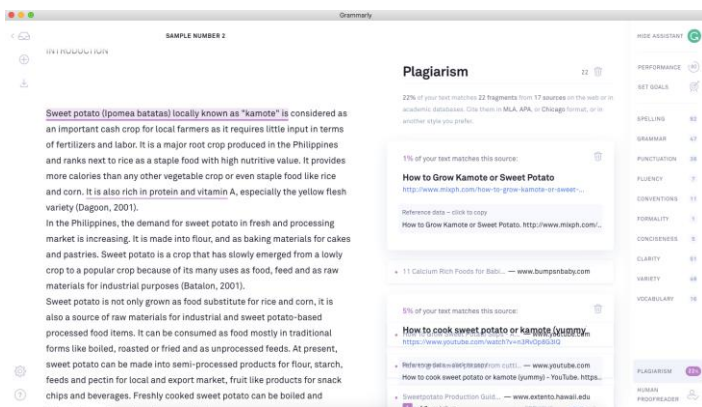 Grammarly
SAMPLE NUMBER 2
HIDE ASSISTANT
INTRODUCTION
Sweet potato (Ipomea batatas) locally known as "kamote" is considered as
an important cash crop for local farmers as it requires little input in terms
of fertilizers and labor. It is a major root crop produced in the Philippines
and ranks next to rice as a staple food with high nutritive value. It provides
more calories than any other vegetable crop or even staple food like rice
and corn. It is also rich in protein and vitamin A, especially the yellow flesh
variety (Dagoon, 2001).
In the Philippines, the demand for sweet potato in fresh and processing
market is increasing. It is made into flour, and as baking materials for cakes
and pastries. Sweet potato is a crop that has slowly emerged from a lowly
crop to a popular crop because of its many uses as food, feed and as raw
materials for industrial purposes (Batalon, 2001).
Sweet potato is not only grown as food substitute for rice and corn, it is
also a source of raw materials for industrial and sweet potato-based
processed food items. It can be consumed as food mostly in traditional
forms like boiled, roasted or fried and as unprocessed feeds. At present,
sweet potato can be made into semi-processed products for flour, starch,
feeds and pectin for local and export market, fruit like products for snack
chips and beverages. Freshly cooked sweet potato can be boiled and
Plagiarism
22
22% of your text matches 22 fragments from 17 sources on the web or in
academic databases. Cite them in MLA, APA, or Chicago format, or in
another style you prefer.
1% of your text matches this source:
How to Grow Kamote or Sweet Potato
http://www.mixph.com/how-to-grow-kamote-or-sweet-...
Reference data – click to copy
How to Grow Kamote or Sweet Potato. http://www.mixph.com/..
11 Calcium Rich Foods for Babi... — www.bumpsnbaby.com
5% of your text matches this source:
How to cook sweet potato or kamote (yummy
https://www.youtube.com/watch?v=n3Rv0p8GJlQ
— www.youtube.com
How to cook sweet potato or kamote (yummy) - YouTube. https..
Sweetpotato Production Guid... — www.extento.hawaii.edu
PERFORMANCE
SET GOALS
SPELLING 92
GRAMMAR 47
PUNCTUATION 38
FLUENCY 7
CONVENTIONS 11
FORMALITY 1
CONCISENESS 5
CLARITY 51
VARIETY 68
VOCABULARY 16
PLAGIARISM 22%
HUMAN
PROOFREADER